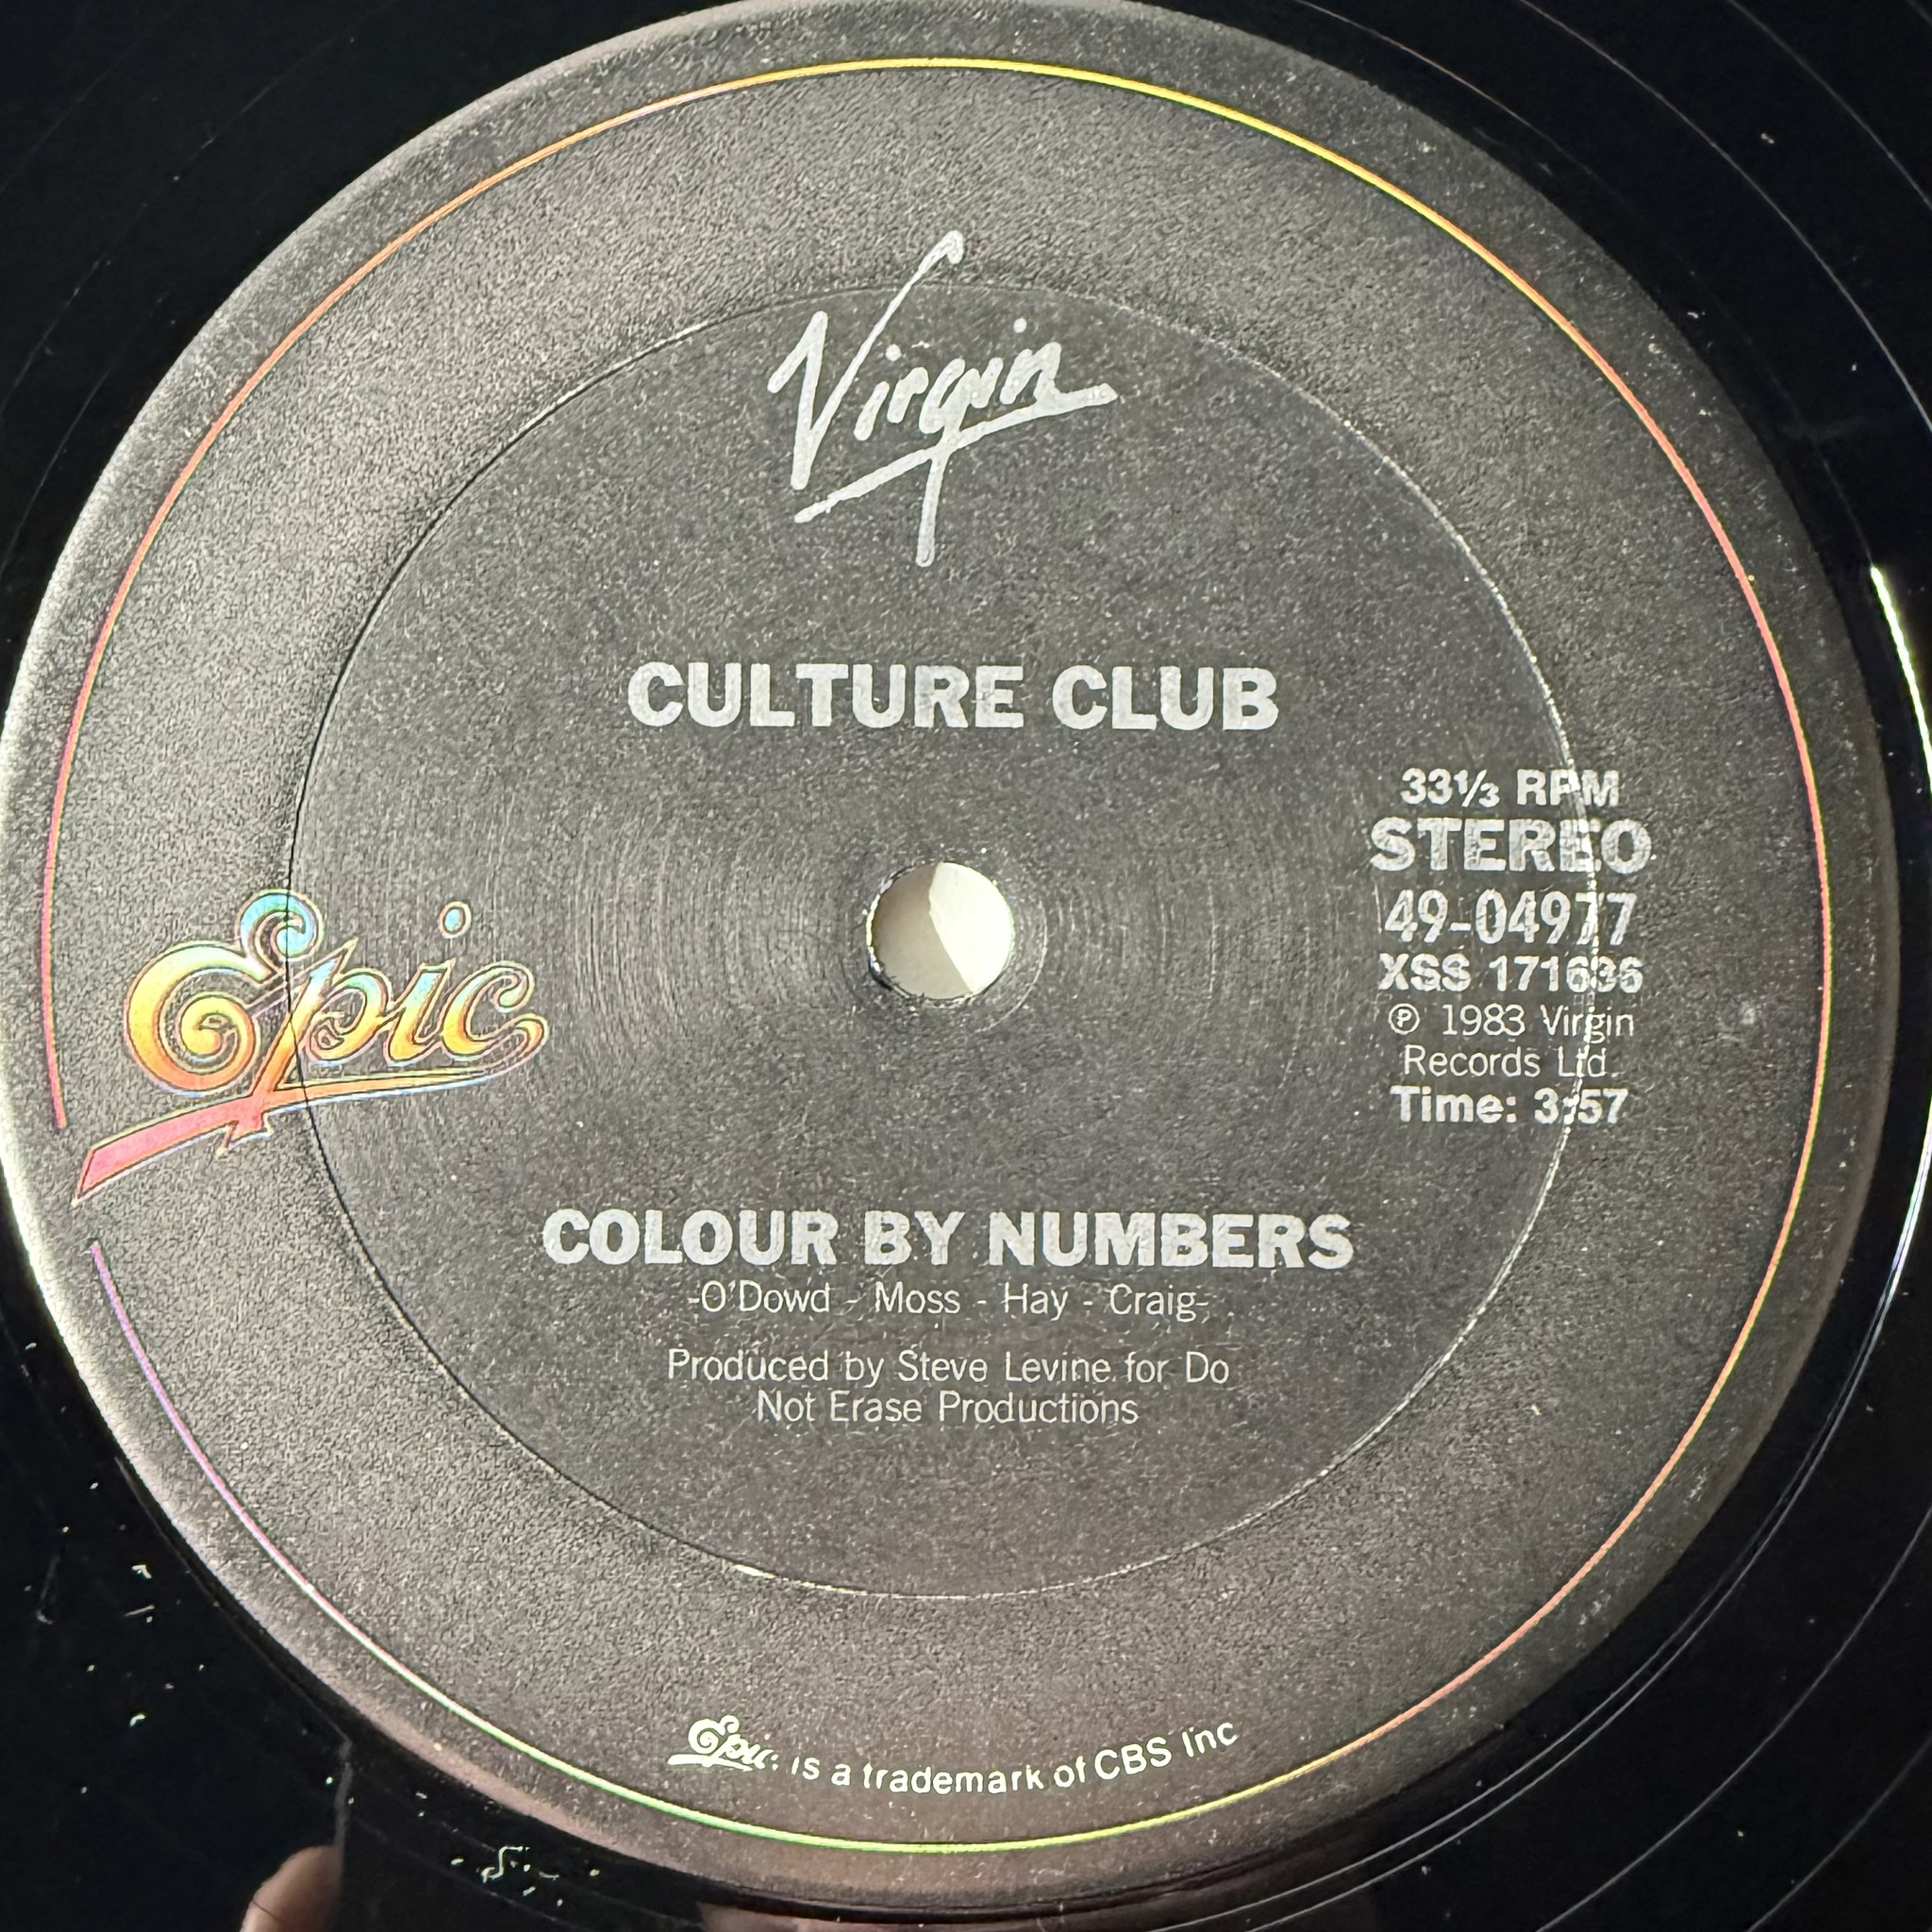 Virgin
CULTURE CLUB
33⅓ RPM
STEREO
49-04977
XSS 171636
Ⓟ 1983 Virgin
Records Ltd.
Time: 3:57
Epic
COLOUR BY NUMBERS
-O'Dowd - Moss - Hay - Craig-
Produced by Steve Levine for Do
Not Erase Productions
Epic. is a trademark of CBS Inc